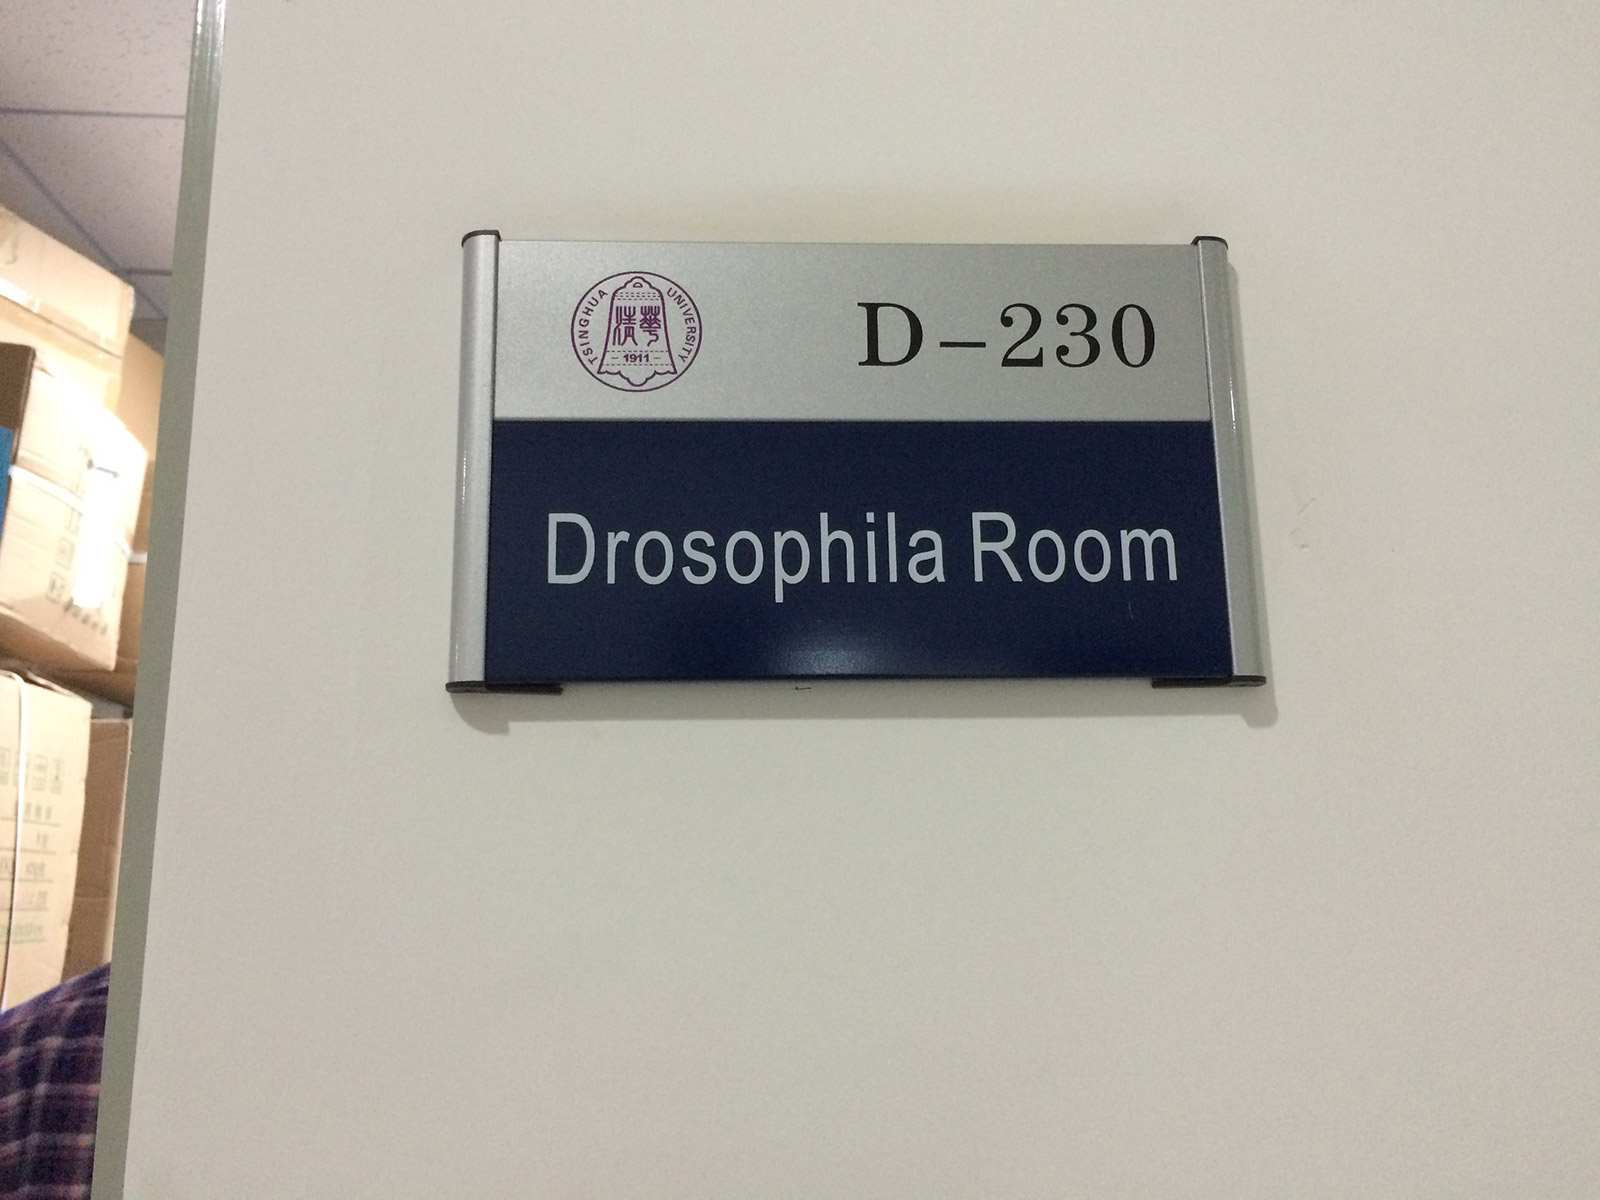 TSINGHUA UNIVERSITY
清華
1911
D-230
Drosophila Room